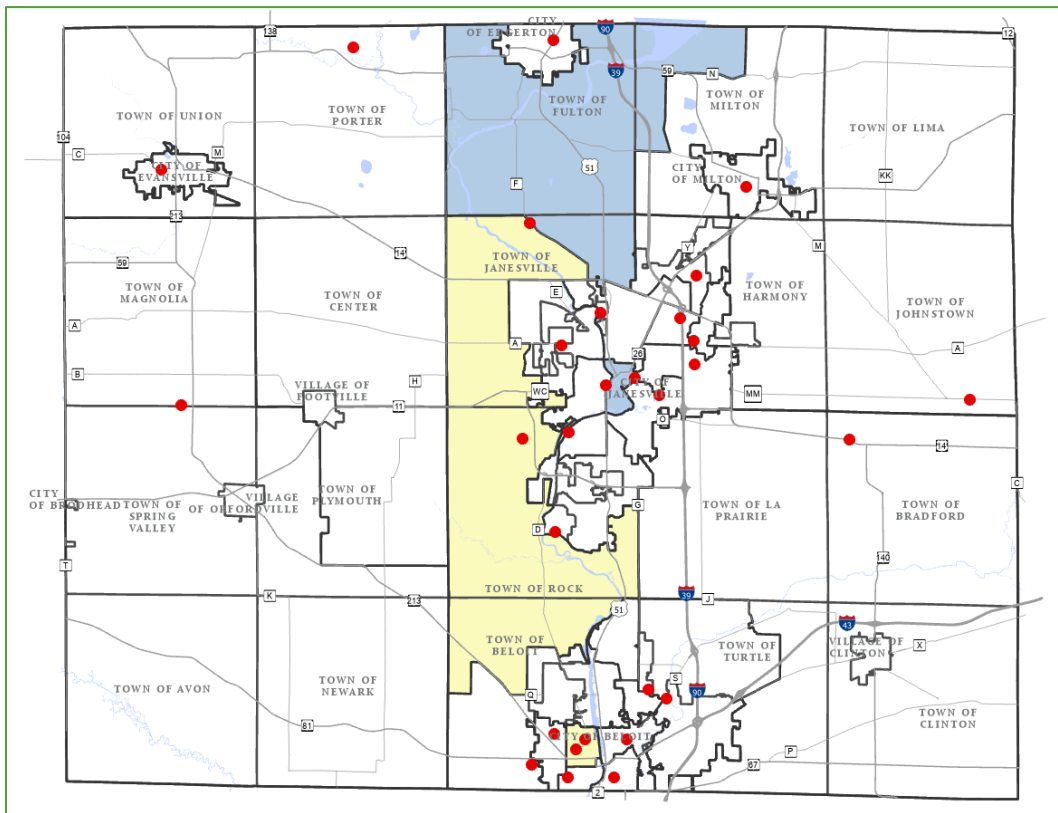 CITY
OF EDGERTON
90
138
12
39
59
N
TOWN OF
MILTON
TOWN OF
FULTON
TOWN OF UNION
TOWN OF
PORTER
TOWN OF LIMA
104
C
M
CITY OF
EVANSVILLE
51
CITY
OF MILTON
KK
F
213
14
Y
M
59
TOWN OF
JANESVILLE
TOWN OF
MAGNOLIA
TOWN OF
CENTER
E
TOWN OF
HARMONY
TOWN OF
JOHNSTOWN
A
A
26
A
B
H
VILLAGE OF
FOOTVILLE
WC
CITY OF
JANESVILLE
MM
11
O
14
CITY
OF BRODHEAD
TOWN OF
SPRING
VALLEY
VILLAGE
OF ORFORDVILLE
TOWN OF
PLYMOUTH
G
TOWN OF LA
PRAIRIE
TOWN OF
BRADFORD
C
D
T
140
TOWN OF ROCK
K
213
51
39
J
43
TOWN OF
BELOIT
TOWN OF
TURTLE
VILLAGE OF
CLINTON
X
TOWN OF AVON
TOWN OF
NEWARK
Q
S
90
TOWN OF
CLINTON
81
CITY OF BELOIT
P
67
2